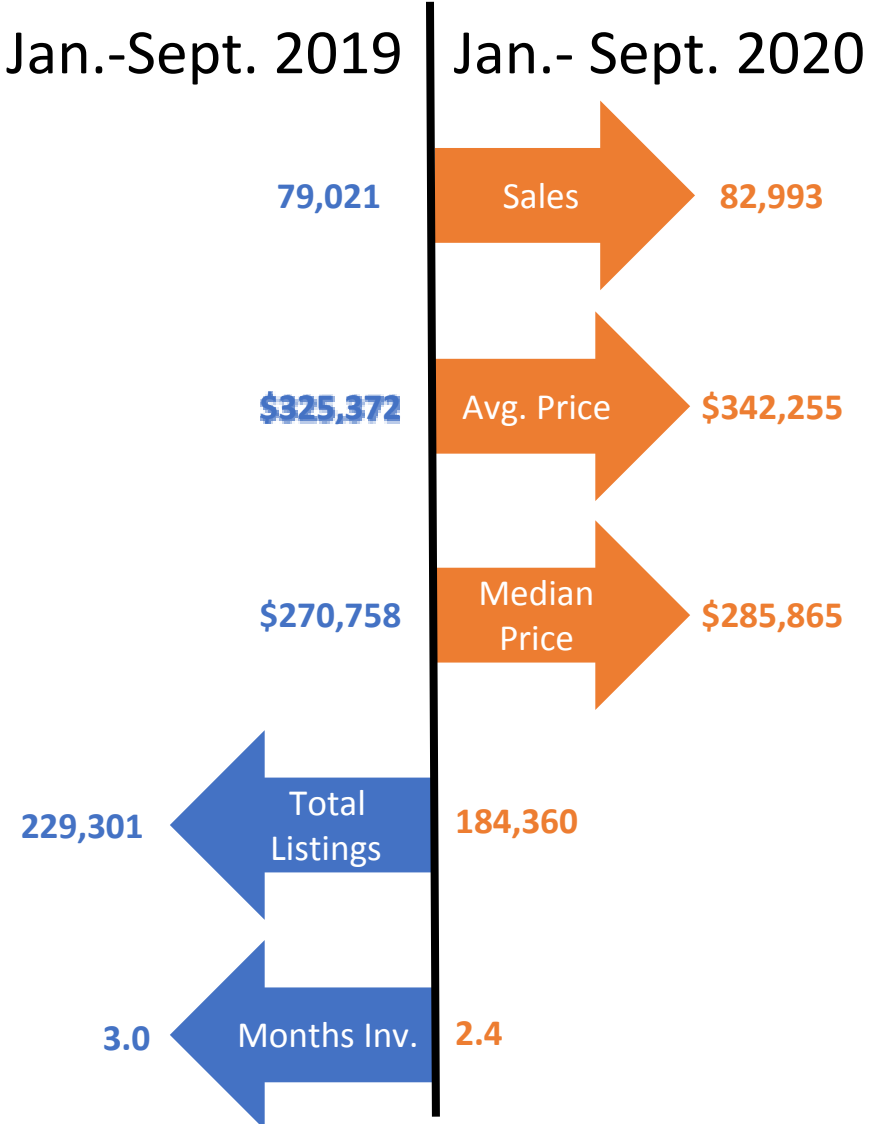 Jan.-Sept. 2019
Jan.- Sept. 2020
79,021
Sales
82,993
$325,372
Avg. Price
$342,255
$270,758
Median
Price
$285,865
229,301
Total
Listings
184,360
3.0
Months Inv.
2.4